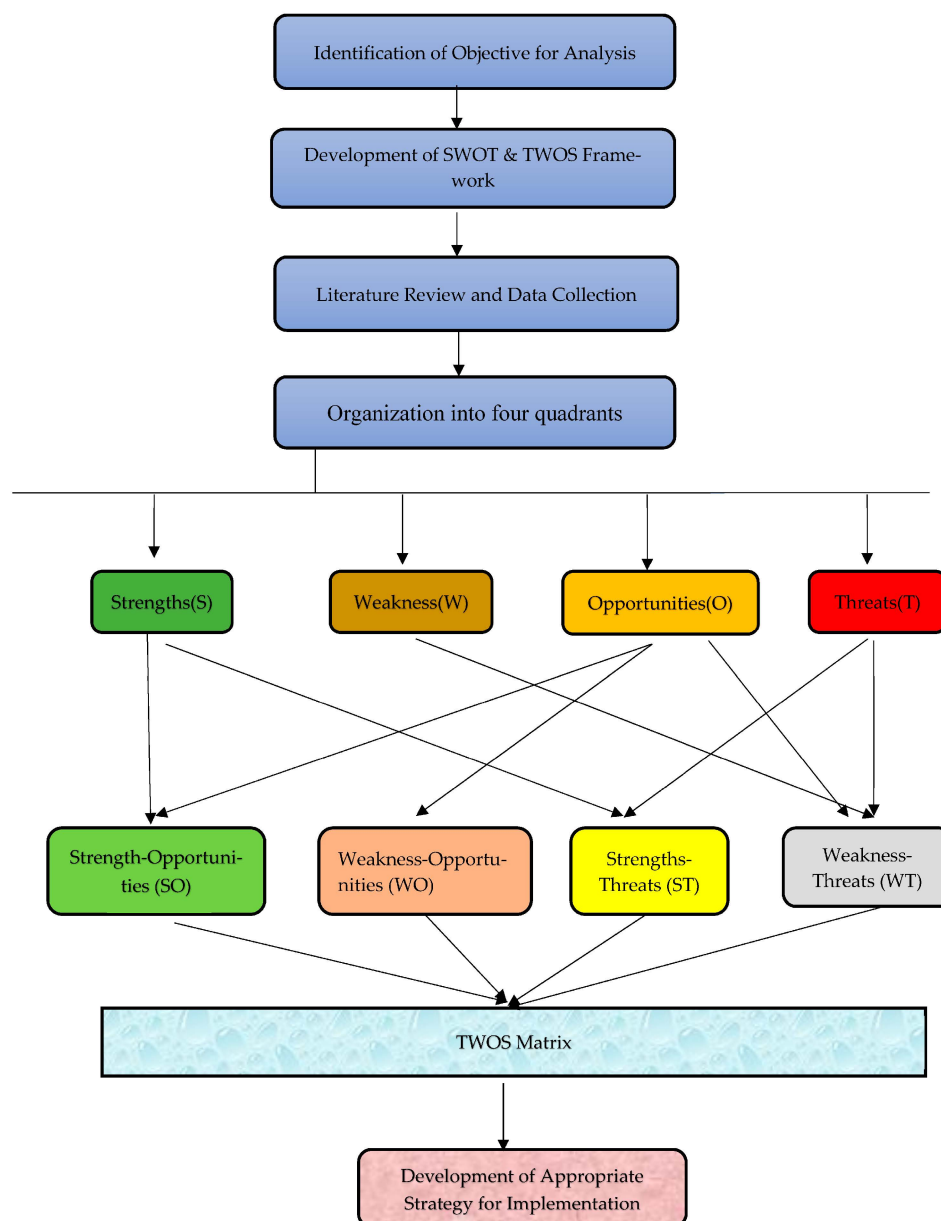 Identification of Objective for Analysis
Development of SWOT & TWOS Frame-
work
Literature Review and Data Collection
Organization into four quadrants
Strengths(S)
Weakness(W)
Opportunities(O)
Threats(T)
Strength-Opportuni-
ties (SO)
Weakness-Opportu-
nities (WO)
Strengths-
Threats (ST)
Weakness-
Threats (WT)
TWOS Matrix
Development of Appropriate
Strategy for Implementation